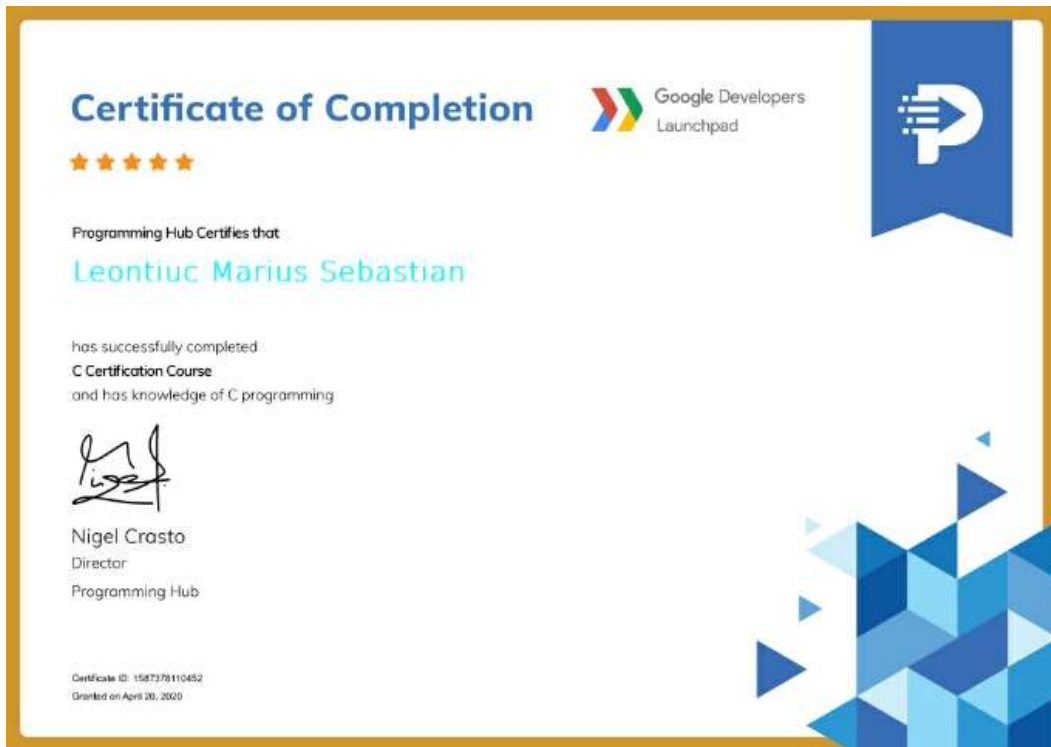 Certificate of Completion
Google Developers
Launchpad
Programming Hub Certifies that
Leontiuc Marius Sebastian
has successfully completed
C Certification Course
and has knowledge of C programming
Nigel Crasto
Director
Programming Hub
Certificate ID: 1587378110452
Granted on April 20, 2020